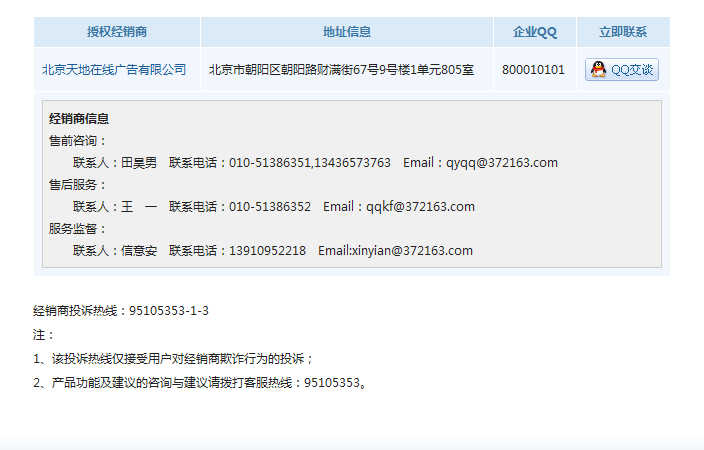 授权经销商 地址信息 企业QQ 立即联系
北京天地在线广告有限公司 北京市朝阳区朝阳路财满街67号9号楼1单元805室 800010101 QQ交谈
经销商信息
售前咨询：
联系人：田昊男 联系电话：010-51386351,13436573763 Email：qyqq@372163.com
售后服务：
联系人：王 一 联系电话：010-51386352 Email：qqkf@372163.com
服务监督：
联系人：信意安 联系电话：13910952218 Email:xinyian@372163.com
经销商投诉热线：95105353-1-3
注：
1、该投诉热线仅接受用户对经销商欺诈行为的投诉；
2、产品功能及建议的咨询与建议请拨打客服热线：95105353。